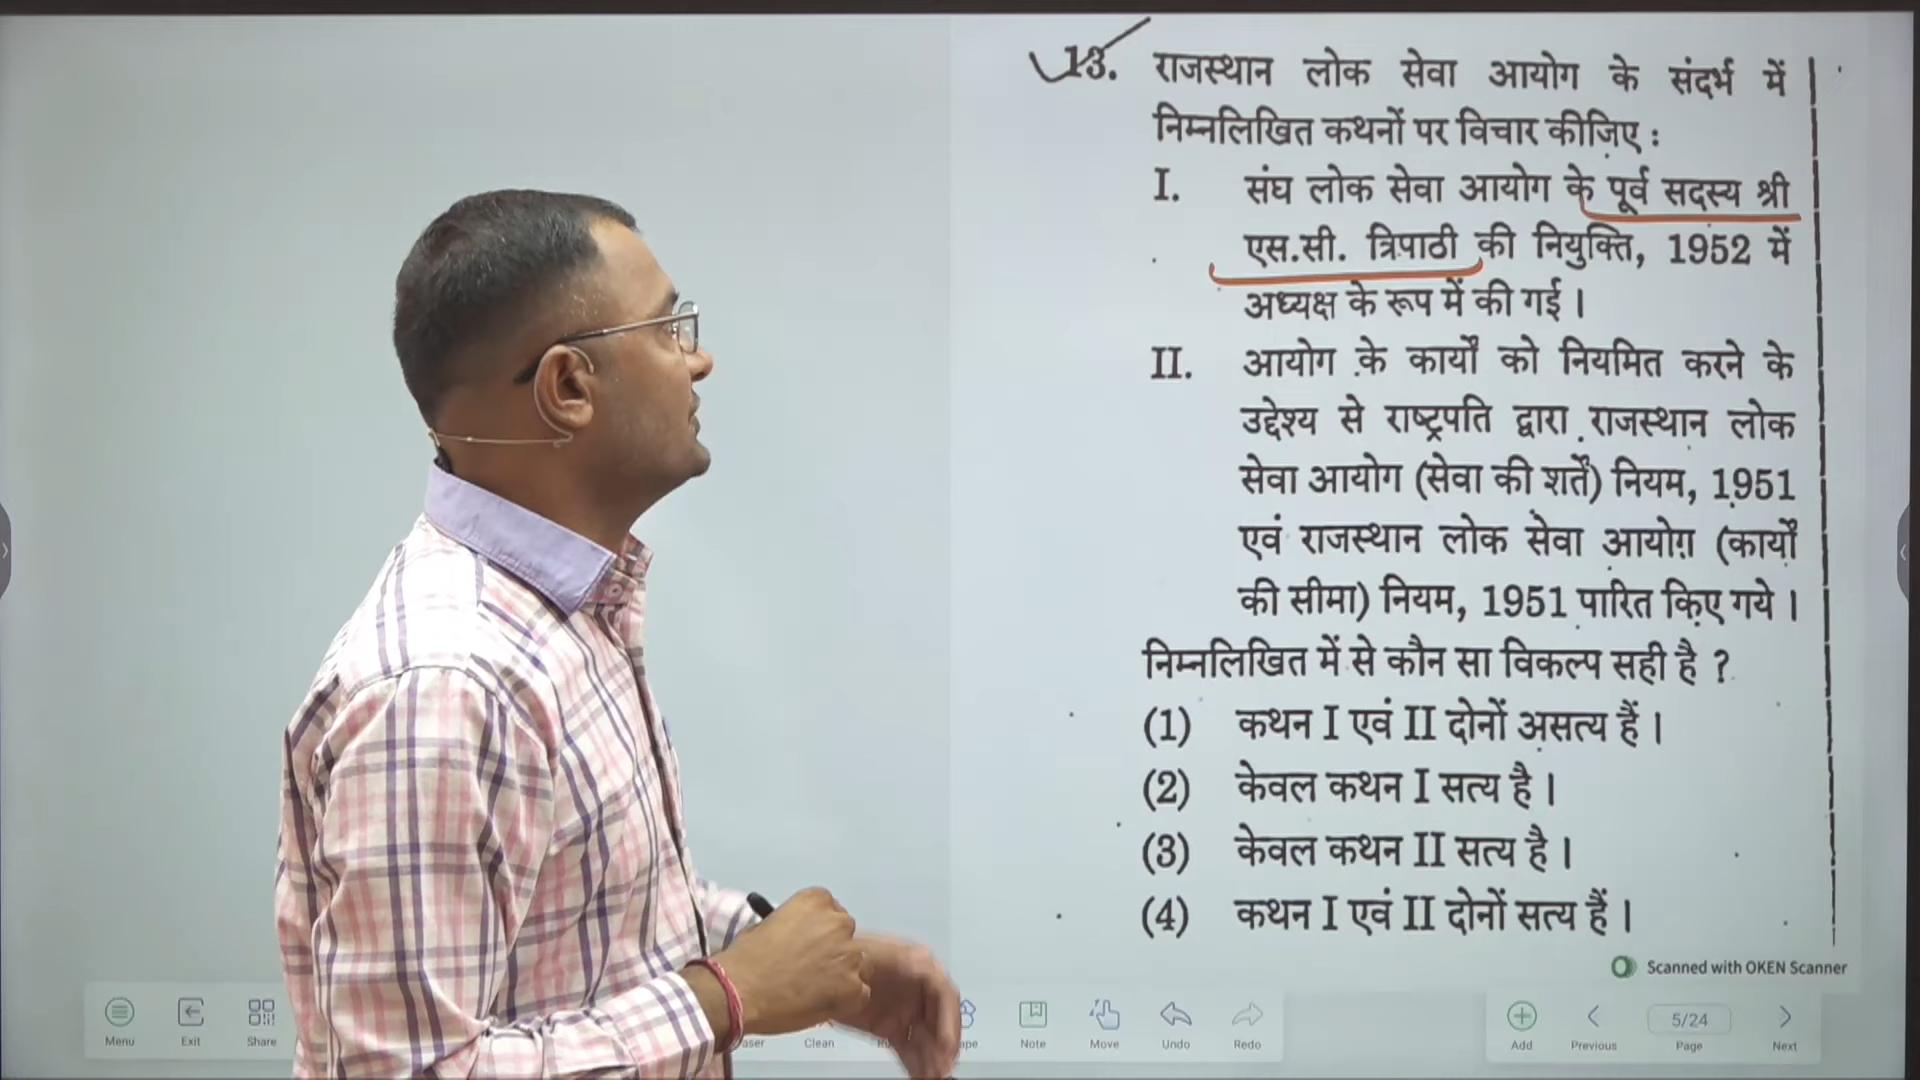 13. राजस्थान लोक सेवा आयोग के संदर्भ में
निम्नलिखित कथनों पर विचार कीजिए :
I. संघ लोक सेवा आयोग के पूर्व सदस्य श्री
एस.सी. त्रिपाठी की नियुक्ति, 1952 में
अध्यक्ष के रूप में की गई।
II. आयोग के कार्यों को नियमित करने के
उद्देश्य से राष्ट्रपति द्वारा राजस्थान लोक
सेवा आयोग (सेवा की शर्तें) नियम, 1951
एवं राजस्थान लोक सेवा आयोग (कार्यों
की सीमा) नियम, 1951 पारित किए गये।
निम्नलिखित में से कौन सा विकल्प सही है ?
(1) कथन I एवं II दोनों असत्य हैं।
(2) केवल कथन I सत्य है।
(3) केवल कथन II सत्य है।
(4) कथन I एवं II दोनों सत्य हैं।
Scanned with OKEN Scanner
Menu Exit Share Clean Note Move Undo Redo Add Previous 5/24 Page Next